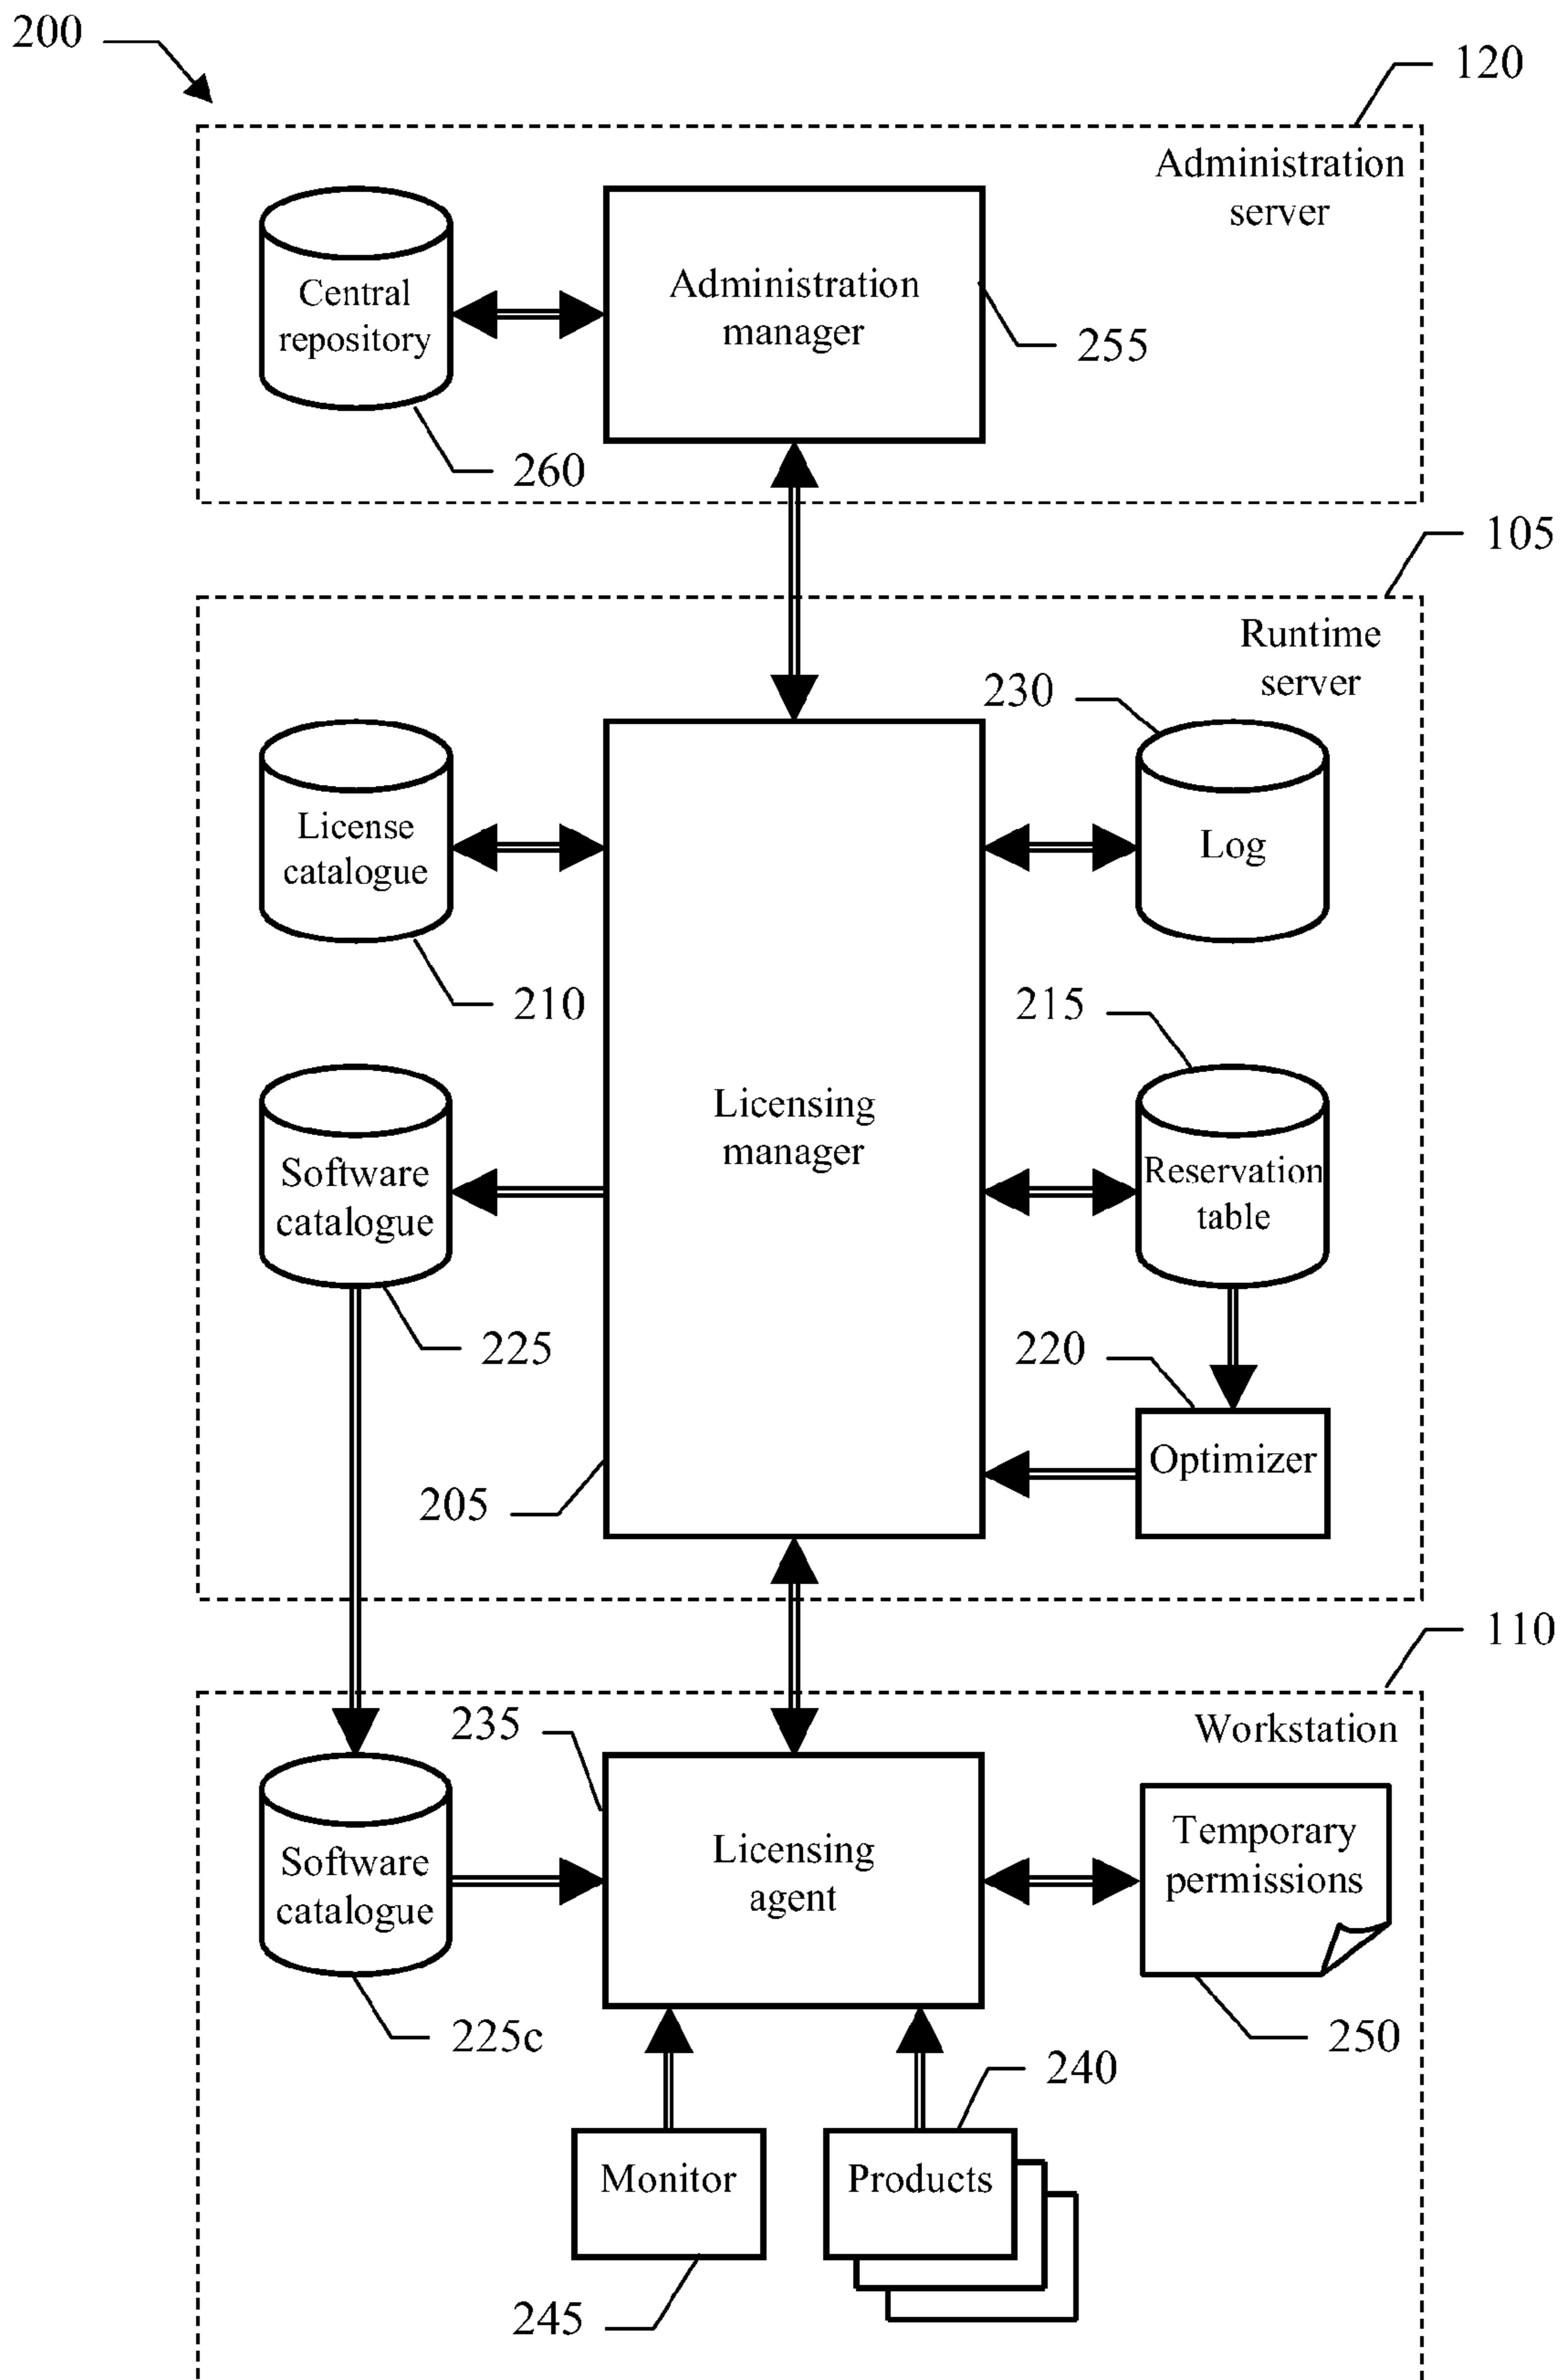 200
120
Administration
server
Central
repository
Administration
manager
255
260
105
Runtime
server
230
License
catalogue
Log
210
215
Licensing
manager
Software
catalogue
Reservation
table
225
220
Optimizer
205
110
235
Workstation
Software
catalogue
Licensing
agent
Temporary
permissions
225c
250
240
Monitor
Products
245